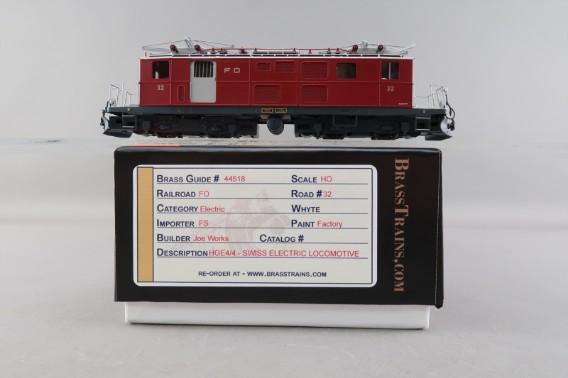 FO
32
32
BRASS GUIDE # 44518
SCALE HO
RAILROAD FO
ROAD #32
CATEGORY Electric
WHYTE
IMPORTER FS
PAINT Factory
BUILDER Joe Works
CATALOG #
DESCRIPTION HGE4/4 - SWISS ELECTRIC LOCOMOTIVE
RE-ORDER AT - WWW.BRASSTRAINS.COM
BRASSTRAINS.COM